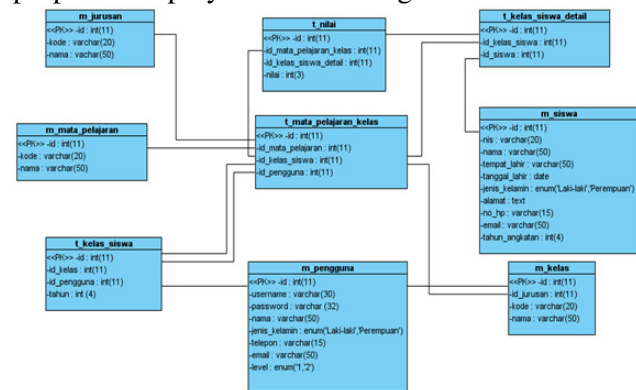 m_jurusan
<<PK>> -id : int(11)
-kode : varchar(20)
-nama : vachar(50)
t_nilai
<<PK>> -id : int(11)
-id_mata_pelajaran_kelas : int(11)
-id_kelas_siswa_detail : int(11)
-nilai : int(3)
t_kelas_siswa_detail
<<PK>> -id : int(11)
-id_kelas_siswa : int(11)
-id_siswa : int(11)
m_mata_pelajaran
<<PK>> -id : int(11)
-kode : varchar(20)
-nama : varchar(50)
t_mata_pelajaran_kelas
<<PK>> -id : int(11)
-id_mata_pelajaran : int(11)
-id_kelas_siswa : int(11)
-id_pengguna : int(11)
m_siswa
<<PK>> -id : int(11)
-nis : varchar(20)
-nama : varchar(50)
-tempat_lahir : varchar(50)
-tanggal_lahir : date
-jenis_kelamin : enum('Laki-laki','Perempuan')
-alamat : text
-no_hp : varchar(15)
-email : varchar(50)
-tahun_angkatan : int(4)
t_kelas_siswa
<<PK>> -id : int(11)
-id_kelas : int(11)
-id_pengguna : int(11)
-tahun : int (4)
m_pengguna
<<PK>> -id : int(11)
-username : varchar(30)
-password : varchar (32)
-nama : varchar(50)
-jenis_kelamin : enum('Laki-laki','Perempuan')
-telepon : varchar(15)
-email : varchar(50)
-level : enum('1,'2')
m_kelas
<<PK>> -id : int(11)
-id_jurusan : int(11)
-kode : varchar(20)
-nama : varchar(50)